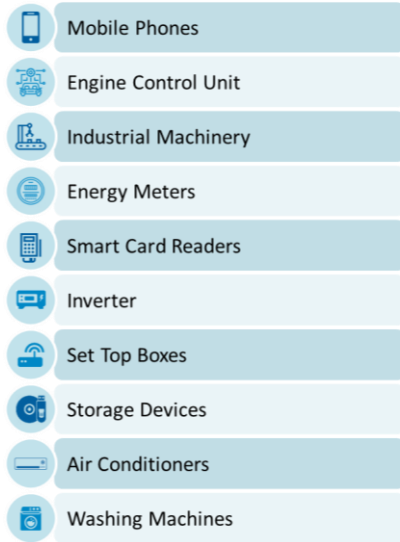 Mobile Phones
Engine Control Unit
Industrial Machinery
Energy Meters
Smart Card Readers
Inverter
Set Top Boxes
Storage Devices
Air Conditioners
Washing Machines